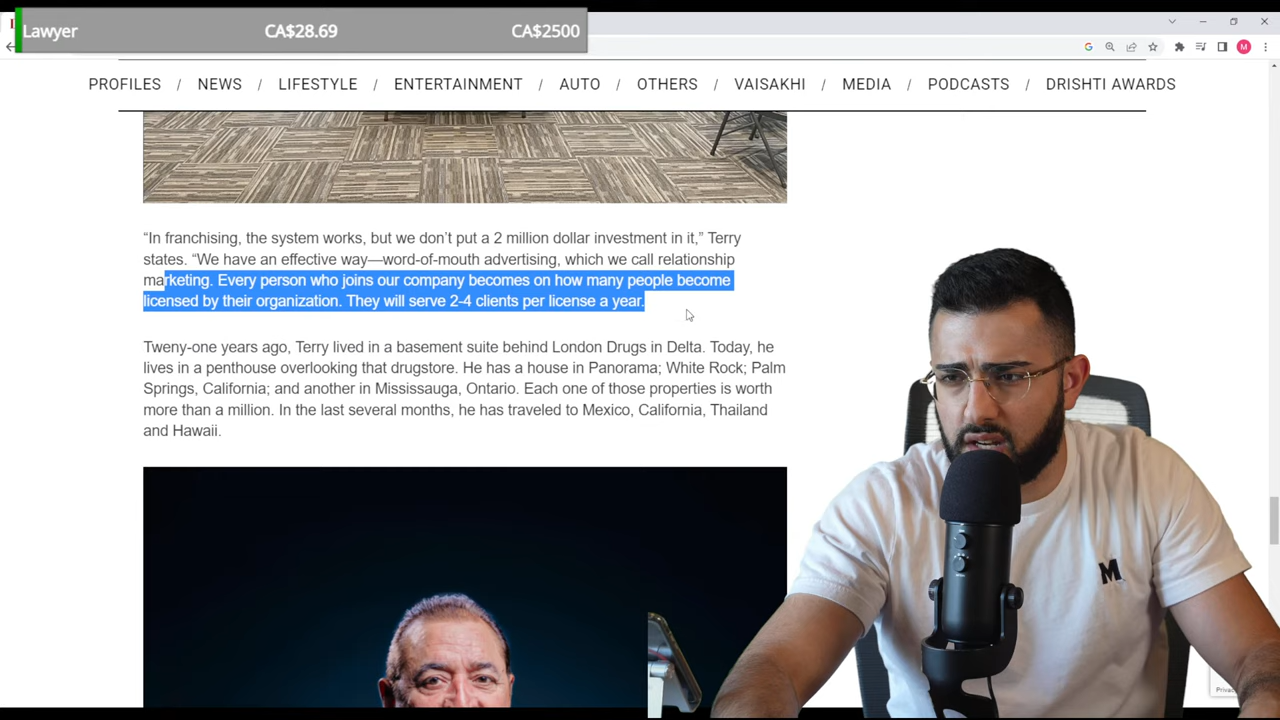 Lawyer CA$28.69 CA$2500
M
PROFILES / NEWS / LIFESTYLE / ENTERTAINMENT / AUTO / OTHERS / VAISAKHI / MEDIA / PODCASTS / DRISHTI AWARDS
“In franchising, the system works, but we don’t put a 2 million dollar investment in it,” Terry
states. “We have an effective way—word-of-mouth advertising, which we call relationship
marketing. Every person who joins our company becomes on how many people become
licensed by their organization. They will serve 2-4 clients per license a year.
Tweny-one years ago, Terry lived in a basement suite behind London Drugs in Delta. Today, he
lives in a penthouse overlooking that drugstore. He has a house in Panorama; White Rock; Palm
Springs, California; and another in Mississauga, Ontario. Each one of those properties is worth
more than a million. In the last several months, he has traveled to Mexico, California, Thailand
and Hawaii.
M.